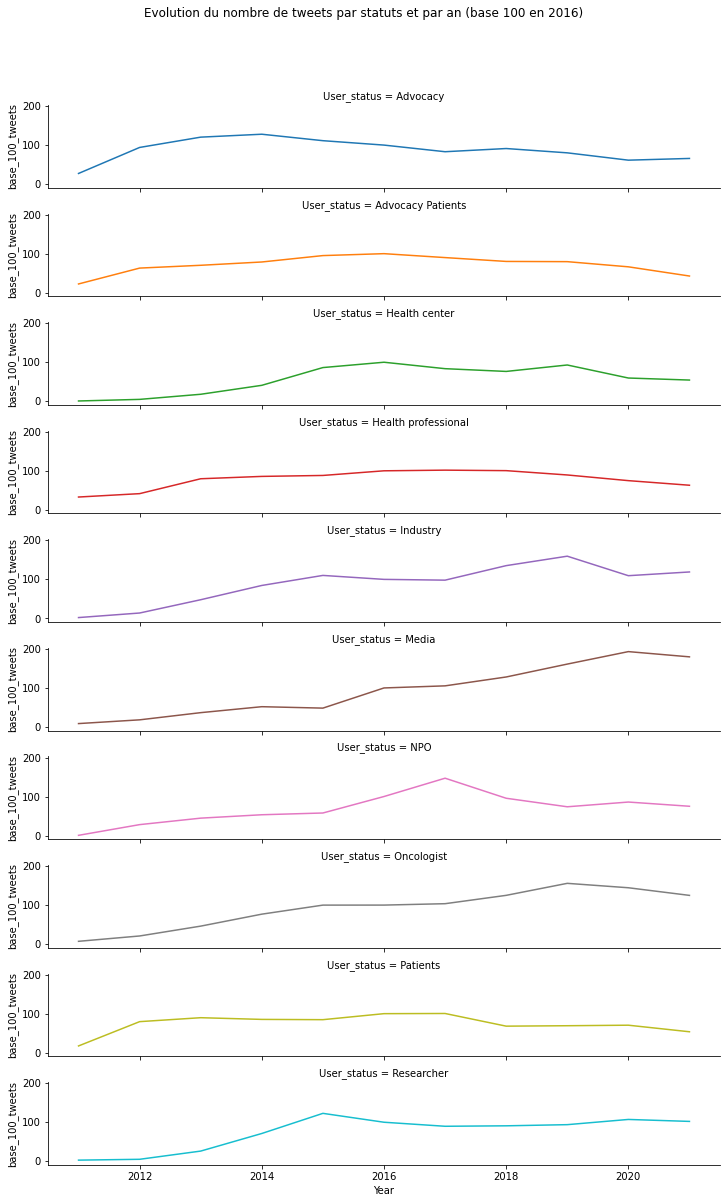 Evolution du nombre de tweets par statuts et par an (base 100 en 2016)
User_status = Advocacy
base_100_tweets
200
100
0
User_status = Advocacy Patients
base_100_tweets
200
100
0
User_status = Health center
base_100_tweets
200
100
0
User_status = Health professional
base_100_tweets
200
100
0
User_status = Industry
base_100_tweets
200
100
0
User_status = Media
base_100_tweets
200
100
0
User_status = NPO
base_100_tweets
200
100
0
User_status = Oncologist
base_100_tweets
200
100
0
User_status = Patients
base_100_tweets
200
100
0
User_status = Researcher
base_100_tweets
200
100
0
2012 2014 2016 2018 2020
Year